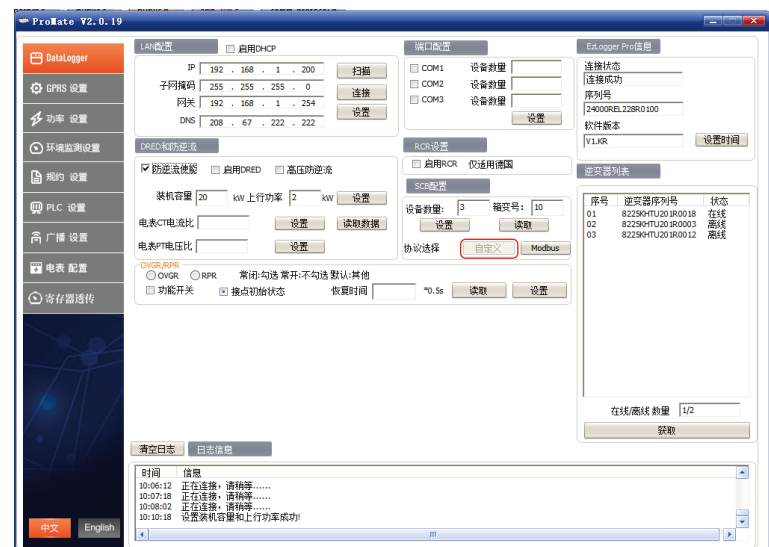 ProMate V2.0.19
DataLogger
GPRS 设置
功率 设置
环境监测设置
规约 设置
PLC 设置
广播 设置
电表 配置
寄存器透传
中文 English
LAN配置 启用DHCP
IP 192 . 168 . 1 . 200 扫描
子网掩码 255 . 255 . 255 . 0 连接
网关 192 . 168 . 1 . 254
设置
DNS 208 . 67 . 222 . 222
端口配置
COM1 设备数量
COM2 设备数量
COM3 设备数量
设置
EzLogger Pro信息
连接状态
连接成功
序列号
24000REL228R0100
软件版本
V1.KR 设置时间
DRED和防逆流
防逆流使能 启用DRED 高压防逆流
装机容量 20 kW 上行功率 2 kW 设置
电表CT电流比 设置 读取数据
电表PT电压比 设置
RCR设置
启用RCR 仅适用德国
SCB配置
设备数量: 3 箱变号: 10
设置 读取
协议选择 自定义 Modbus
OVGR/RPR
OVGR RPR 常闭:勾选 常开:不勾选 默认:其他
功能开关 接点初始状态 恢复时间 *0.5s 读取 设置
逆变器列表
序号 逆变器序列号 状态
01 8225KHTU201R0018 在线
02 8225KHTU201R0003 离线
03 8225KHTU201R0012 离线
在线/离线 数量 1/2
获取
清空日志 日志信息
时间 信息
10:06:12 正在连接，请稍等......
10:07:18 正在连接，请稍等......
10:08:02 正在连接，请稍等......
10:10:18 设置装机容量和上行功率成功!